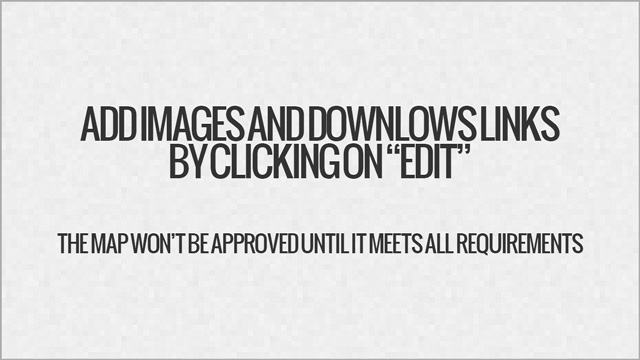 ADD IMAGES AND DOWNLOWS LINKS
BY CLICKING ON “EDIT”
THE MAP WON’T BE APPROVED UNTIL IT MEETS ALL REQUIREMENTS